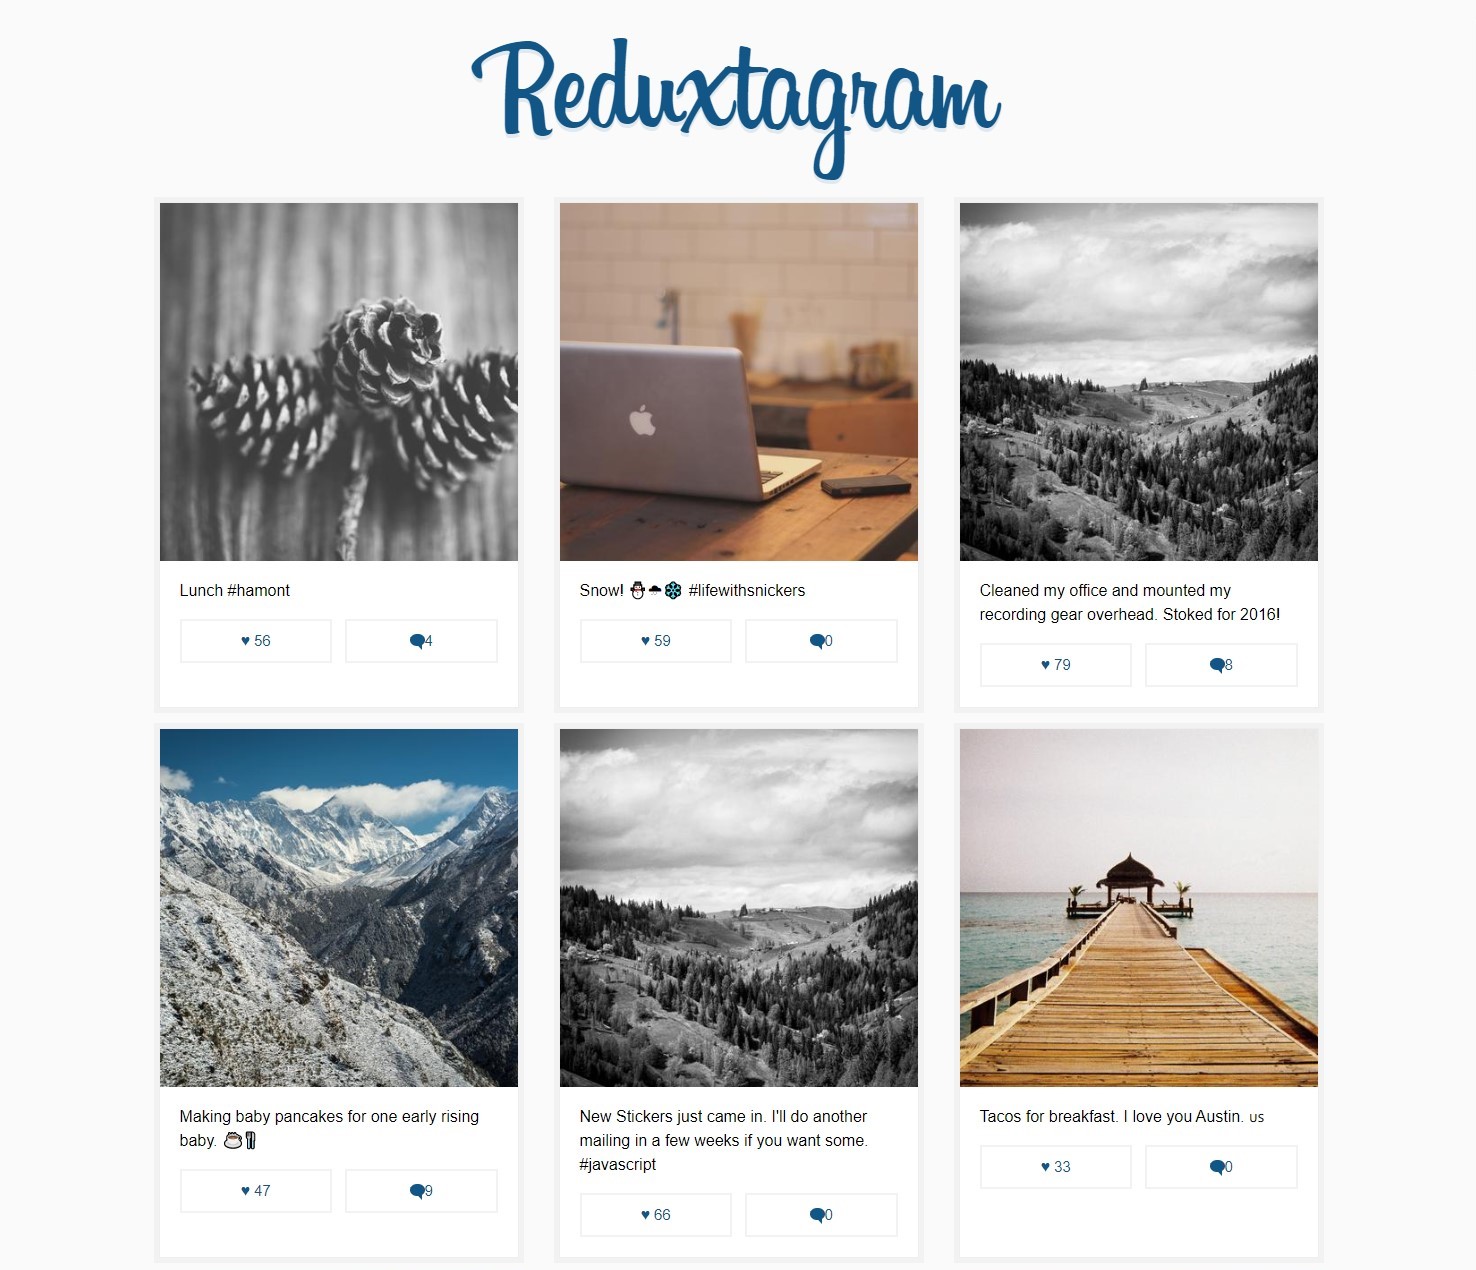 Reduxtagram
Lunch #hamont
♥ 56
4
Snow! ⛄☁❄ #lifewithsnickers
♥ 59
0
Cleaned my office and mounted my
recording gear overhead. Stoked for 2016!
♥ 79
8
Making baby pancakes for one early rising
baby. ☕🍴
♥ 47
9
New Stickers just came in. I'll do another
mailing in a few weeks if you want some.
#javascript
♥ 66
0
Tacos for breakfast. I love you Austin. US
♥ 33
0